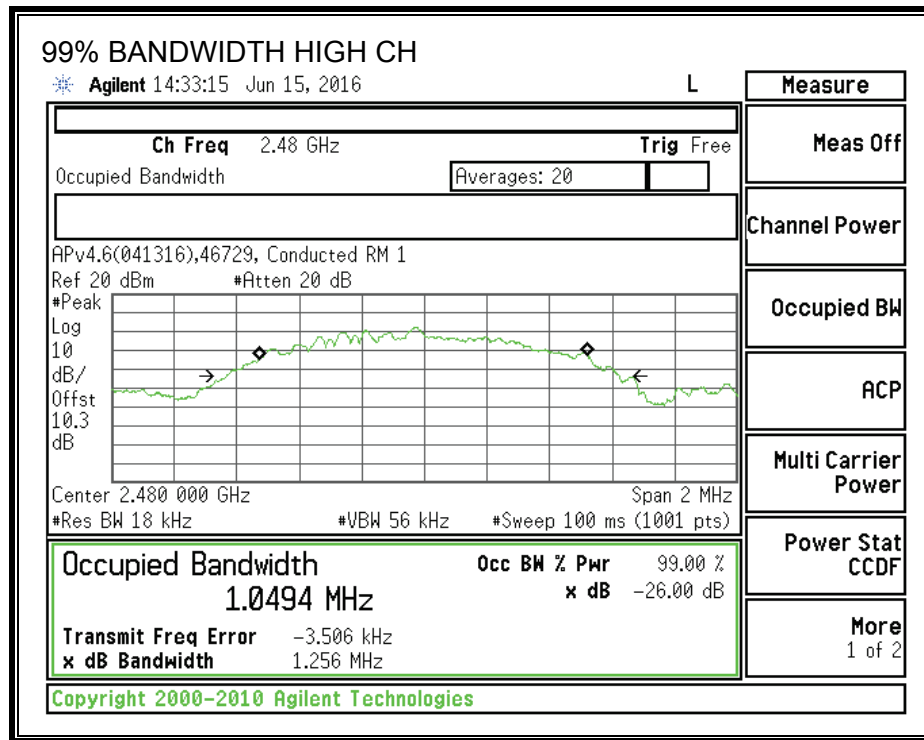 99% BANDWIDTH HIGH CH
Agilent 14:33:15 Jun 15, 2016 L
Measure
Ch Freq 2.48 GHz Trig Free
Meas Off
Occupied Bandwidth Averages: 20
Channel Power
APv4.6(041316),46729, Conducted RM 1
Ref 20 dBm #Atten 20 dB
#Peak
Log
10
dB/
Offst
10.3
dB
Occupied BW
ACP
Multi Carrier
Power
Center 2.480 000 GHz Span 2 MHz
#Res BW 18 kHz #VBW 56 kHz #Sweep 100 ms (1001 pts)
Power Stat
CCDF
Occupied Bandwidth Occ BW % Pwr 99.00 %
1.0494 MHz x dB -26.00 dB
Transmit Freq Error -3.506 kHz
x dB Bandwidth 1.256 MHz
More
1 of 2
Copyright 2000-2010 Agilent Technologies